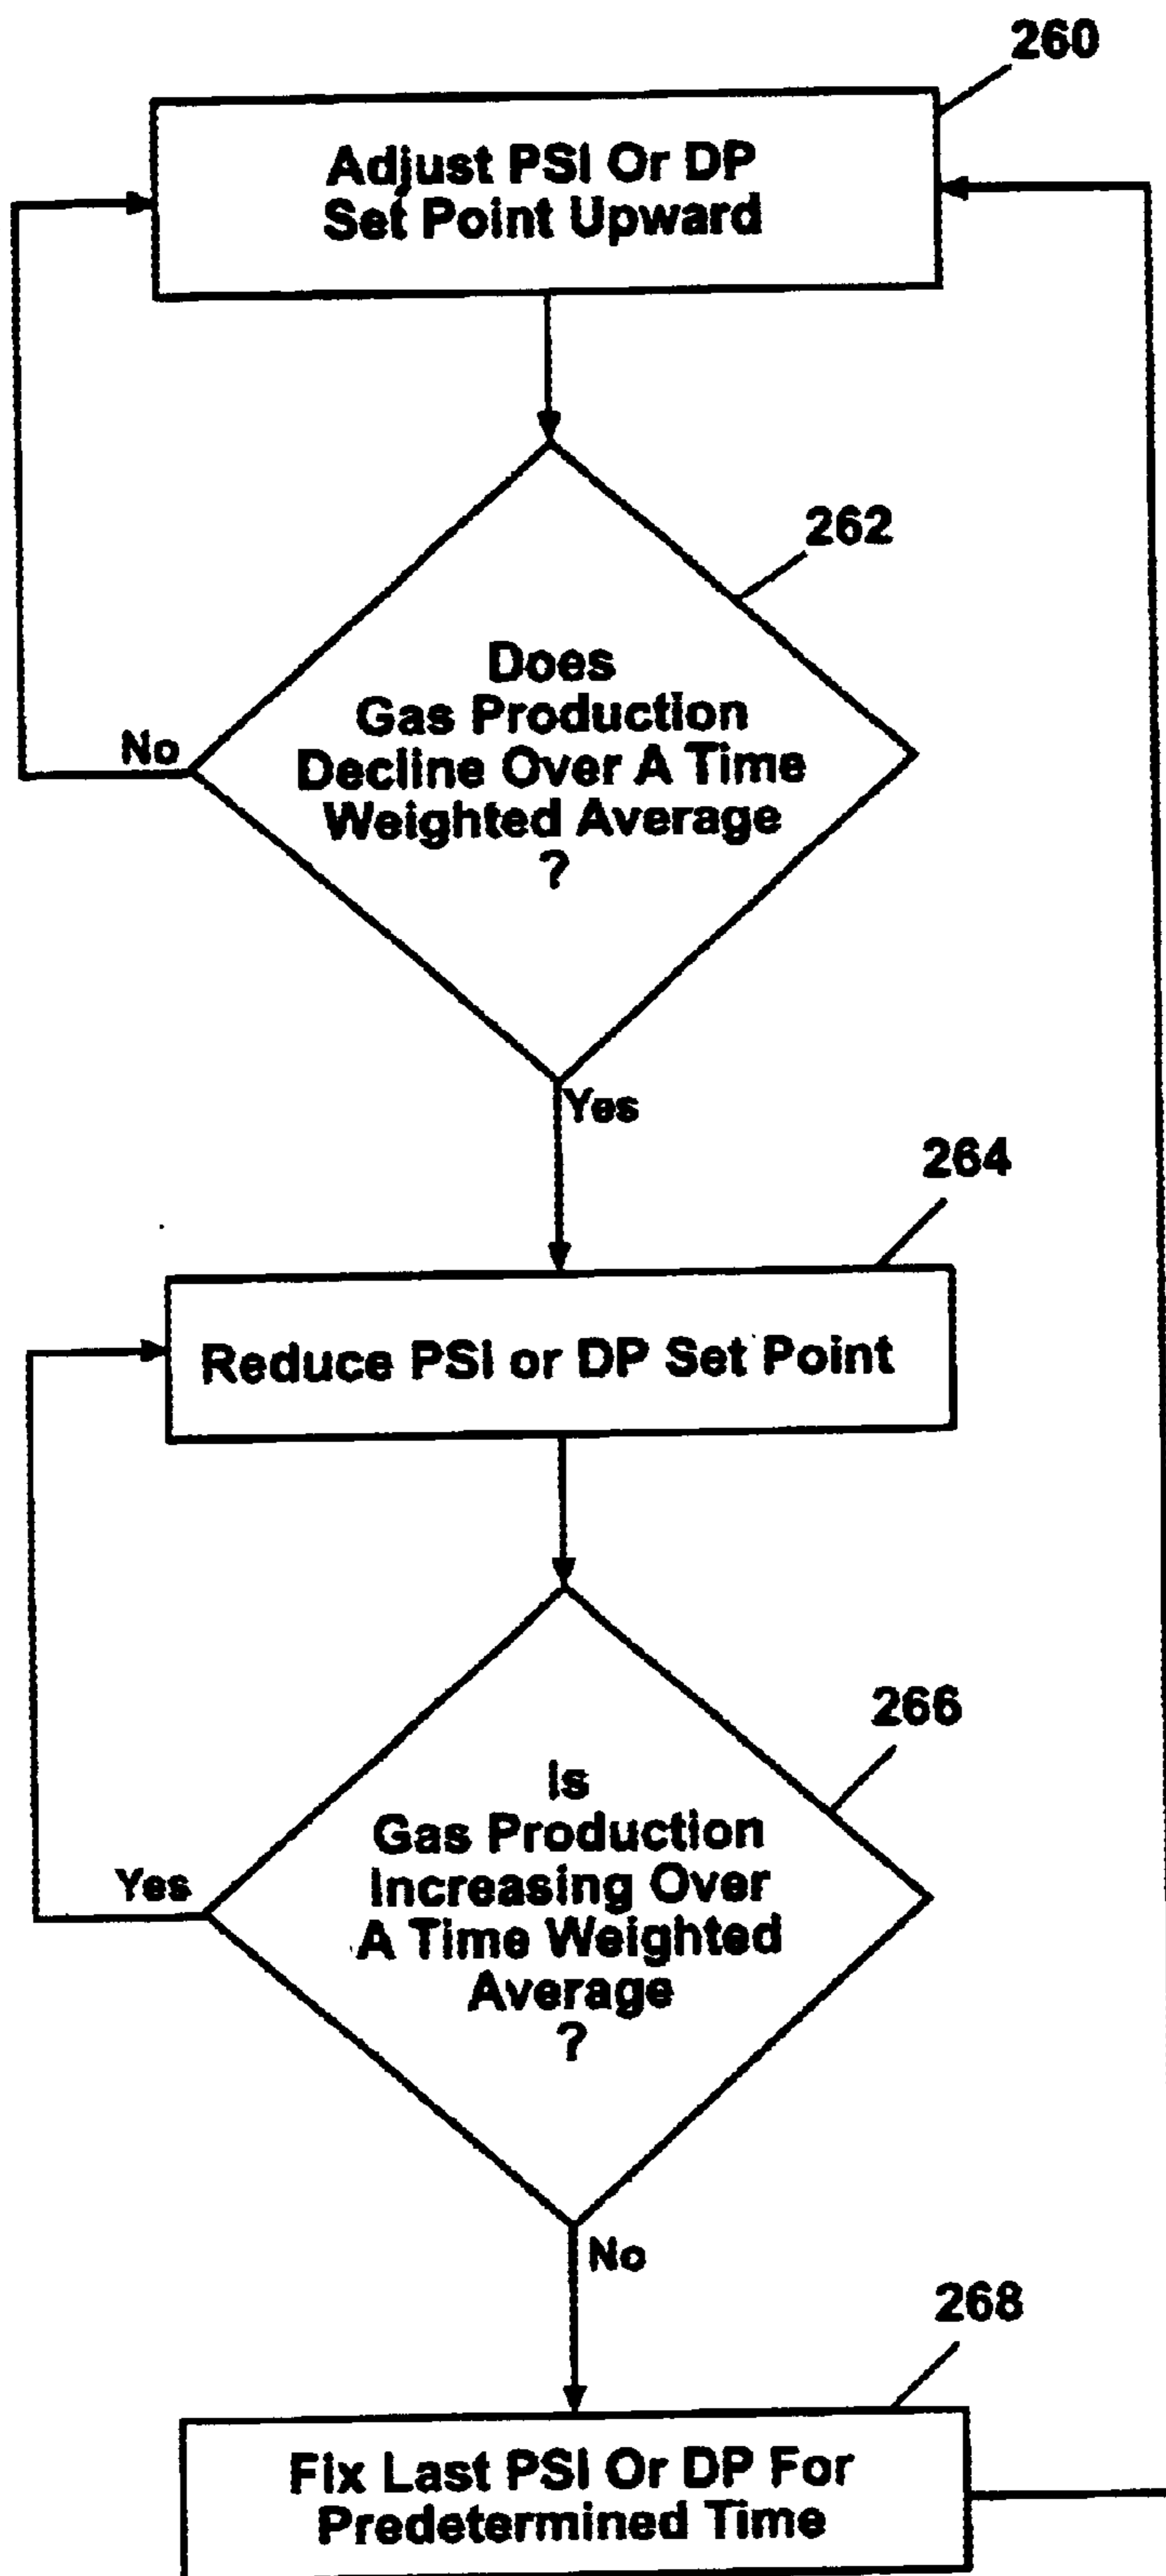 260
Adjust PSI Or DP
Set Point Upward
262
Does
Gas Production
Decline Over A Time
Weighted Average
?
No
Yes
264
Reduce PSI or DP Set Point
266
Is
Gas Production
Increasing Over
A Time Weighted
Average
?
Yes
No
268
Fix Last PSI Or DP For
Predetermined Time